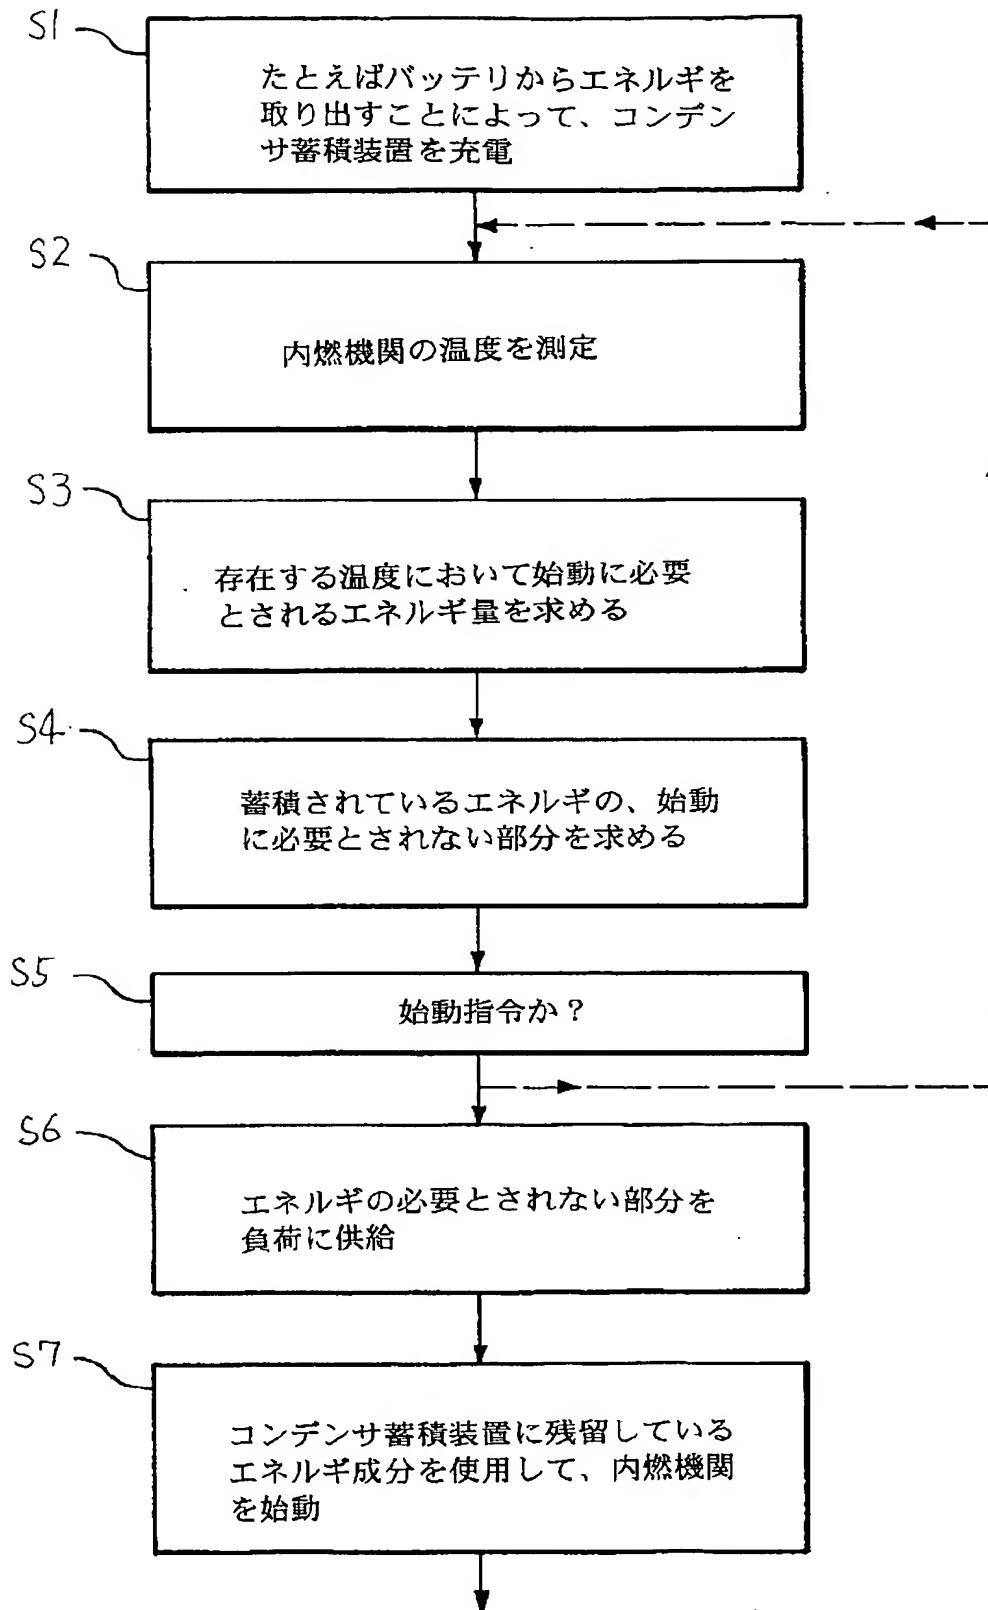 S1
たとえばバッテリからエネルギを
取り出すことによって、コンデン
サ蓄積装置を充電
S2
内燃機関の温度を測定
S3
存在する温度において始動に必要
とされるエネルギ量を求める
S4
蓄積されているエネルギの、始動
に必要とされない部分を求める
S5
始動指令か？
S6
エネルギの必要とされない部分を
負荷に供給
S7
コンデンサ蓄積装置に残留している
エネルギ成分を使用して、内燃機関
を始動